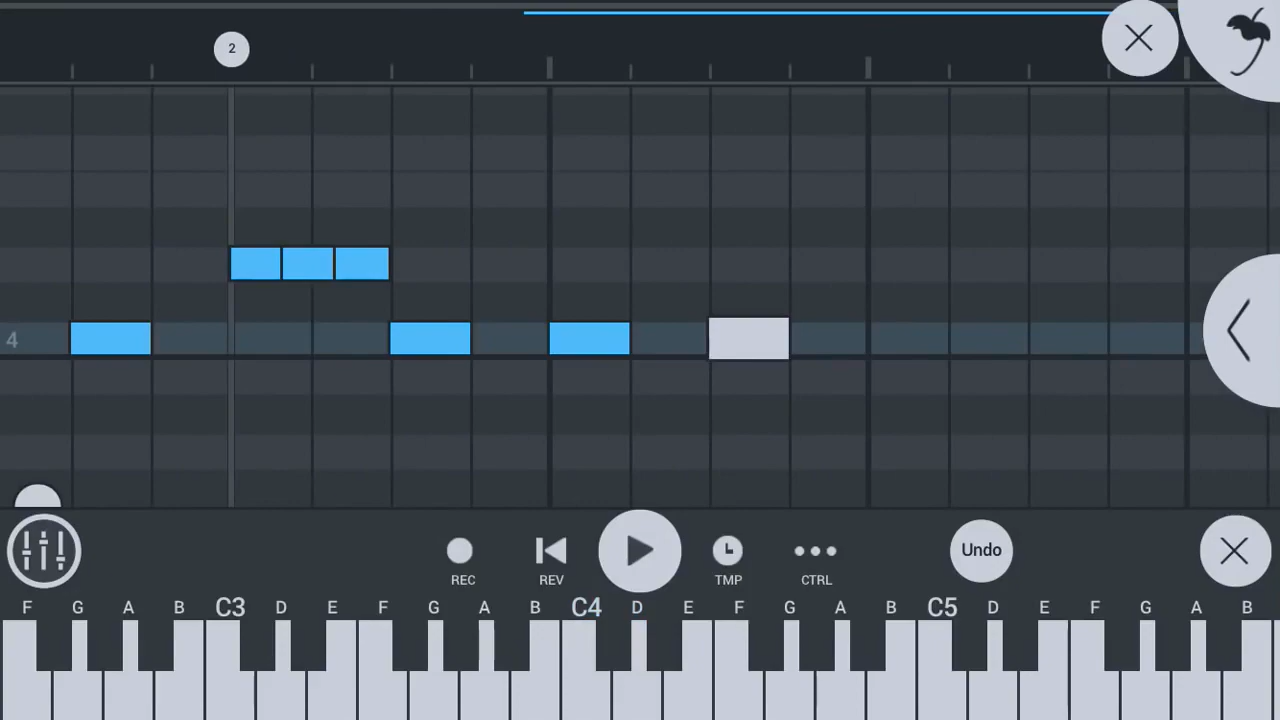 2
4
Undo
REC REV TMP CTRL
F G A B C3 D E F G A B C4 D E F G A B C5 D E F G A B